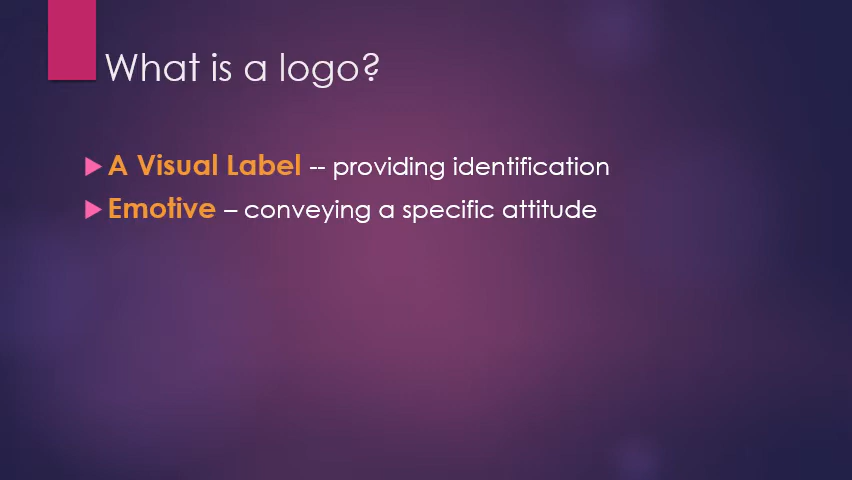 What is a logo?
A Visual Label -- providing identification
Emotive – conveying a specific attitude